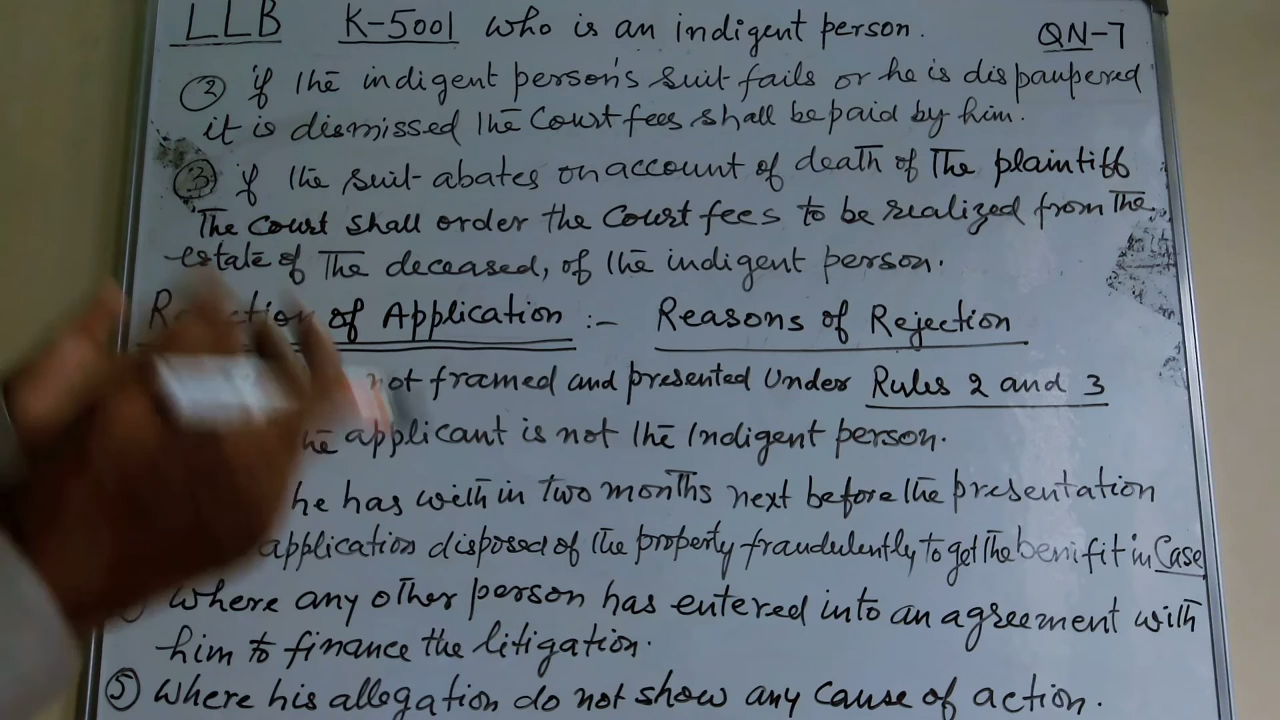 LLB K-5001 who is an indigent person. QN-7
② if the indigent person's suit fails or he is dispaupered
it is dismissed the Court fees shall be paid by him.
③ if the suit abates on account of death of The plaintiff
The Court shall order the Court fees to be realized from the
estate of The deceased, of the indigent person.
of Application :- Reasons of Rejection
not framed and presented Under Rules 2 and 3
applicant is not the Indigent person.
he has with in two months next before the presentation
application disposed of the property fraudulently to get the benifit in Case
where any other person has entered into an agreement with
him to finance the litigation.
⑤ where his allegation do not show any cause of action.